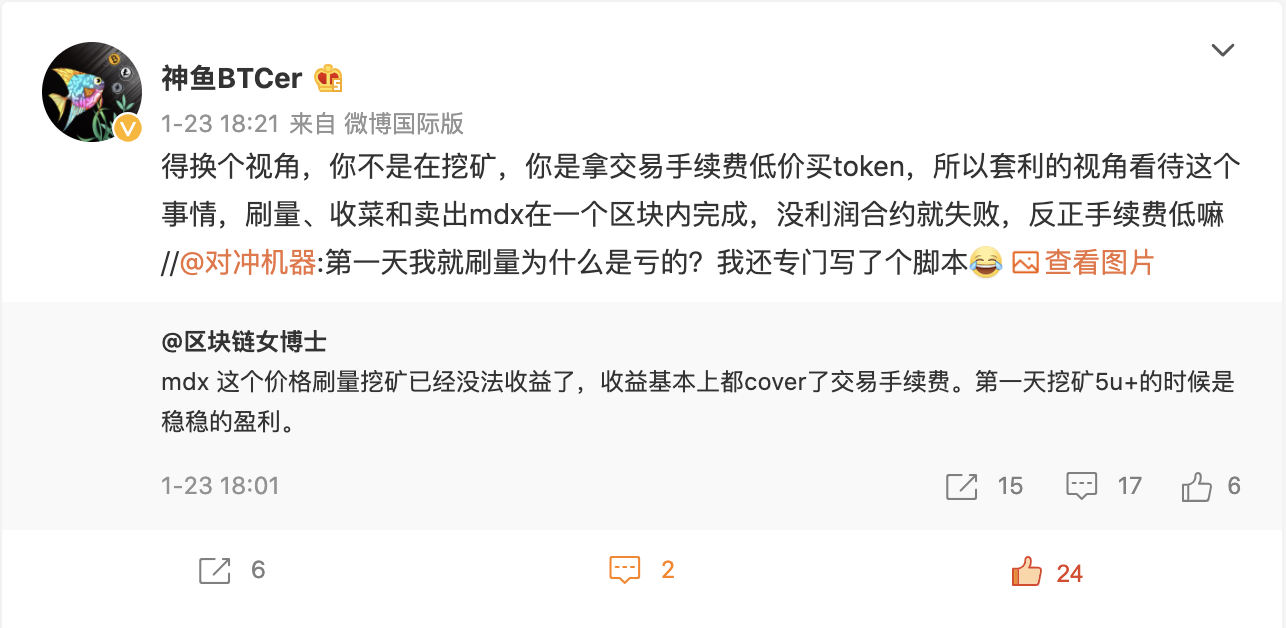 神鱼BTCer
1-23 18:21 来自 微博国际版
得换个视角，你不是在挖矿，你是拿交易手续费低价买token，所以套利的视角看待这个
事情，刷量、收菜和卖出mdx在一个区块内完成，没利润合约就失败，反正手续费低嘛
//@对冲机器:第一天我就刷量为什么是亏的？我还专门写了个脚本😂 查看图片
@区块链女博士
mdx 这个价格刷量挖矿已经没法收益了，收益基本上都cover了交易手续费。第一天挖矿5u+的时候是
稳稳的盈利。
1-23 18:01 15 17 6
6 2 24